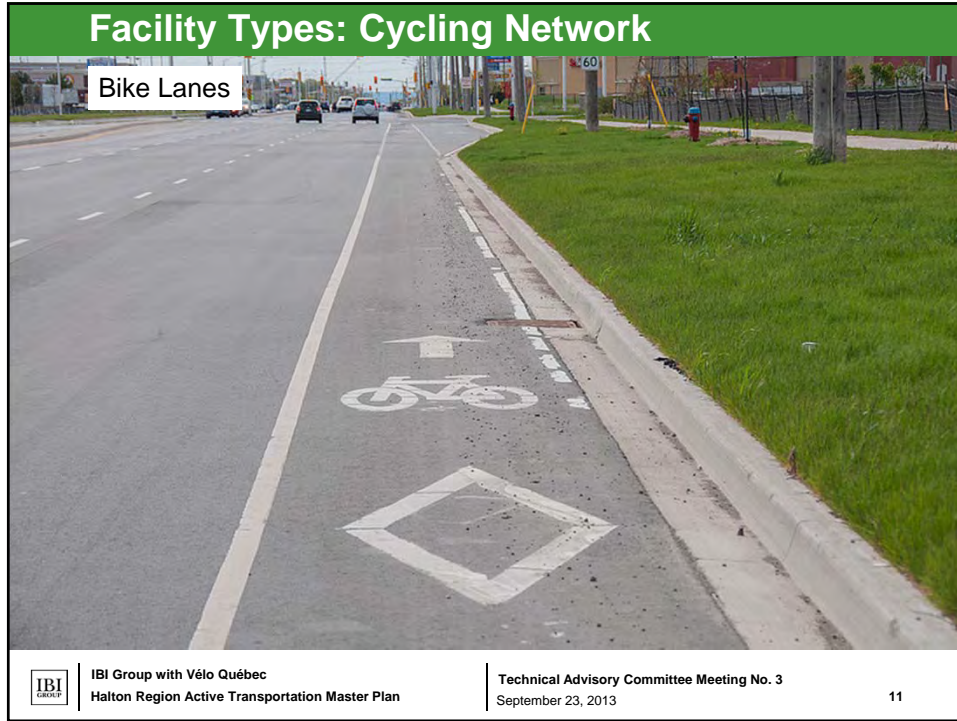 Facility Types: Cycling Network
Bike Lanes
60
IBI
GROUP
IBI Group with Vélo Québec
Halton Region Active Transportation Master Plan
Technical Advisory Committee Meeting No. 3
September 23, 2013
11